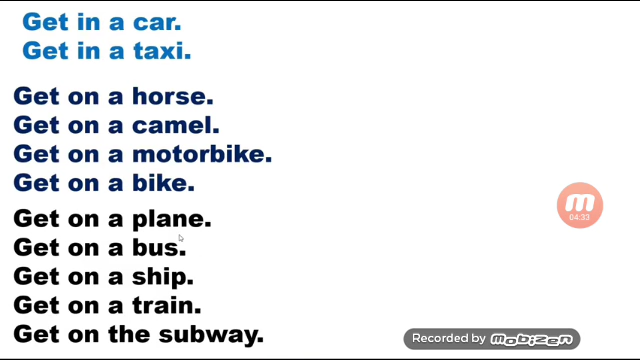 Get in a car.
Get in a taxi.
Get on a horse.
Get on a camel.
Get on a motorbike.
Get on a bike.
Get on a plane.
Get on a bus.
Get on a ship.
Get on a train.
Get on the subway.
04:33
Recorded by mobizen